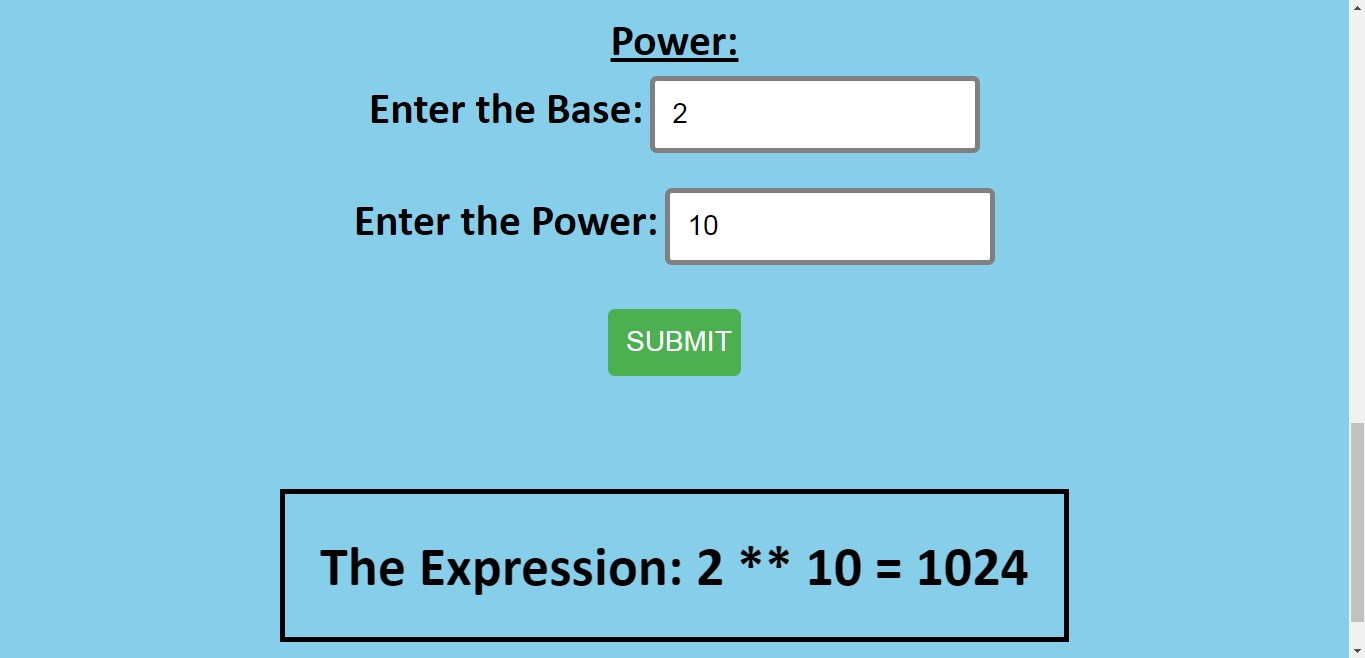 Power:
Enter the Base: 2
Enter the Power: 10
SUBMIT
The Expression: 2 ** 10 = 1024